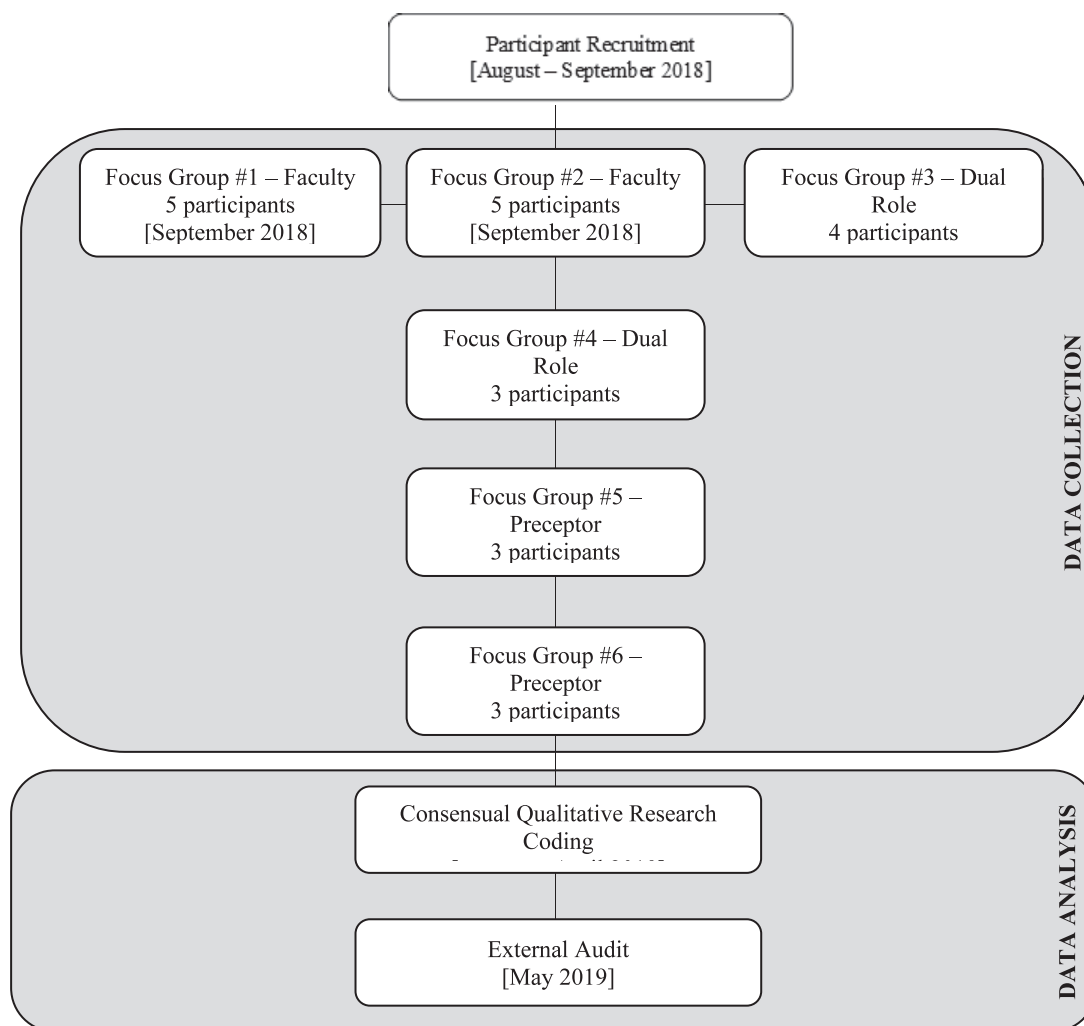 Participant Recruitment
[August – September 2018]
Focus Group #1 – Faculty
5 participants
[September 2018]
Focus Group #2 – Faculty
5 participants
[September 2018]
Focus Group #3 – Dual
Role
4 participants
Focus Group #4 – Dual
Role
3 participants
Focus Group #5 –
Preceptor
3 participants
Focus Group #6 –
Preceptor
3 participants
DATA COLLECTION
Consensual Qualitative Research
Coding
External Audit
[May 2019]
DATA ANALYSIS